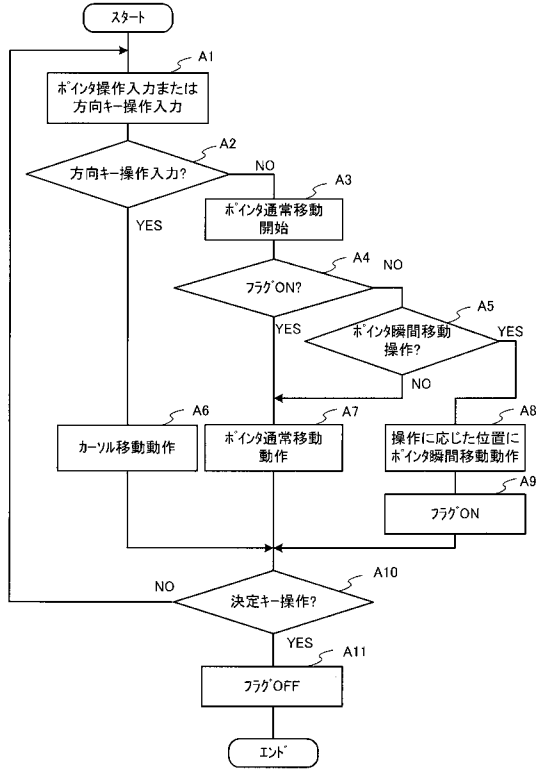 スタート
A1
ポインタ操作入力または
方向キー操作入力
A2
方向キー操作入力?
NO
YES
A3
ポインタ通常移動
開始
A4
フラグON?
NO
YES
A5
ポインタ瞬間移動
操作?
YES
NO
A6
カーソル移動動作
A7
ポインタ通常移動
動作
A8
操作に応じた位置に
ポインタ瞬間移動動作
A9
フラグON
A10
決定キー操作?
NO
YES
A11
フラグOFF
エンド